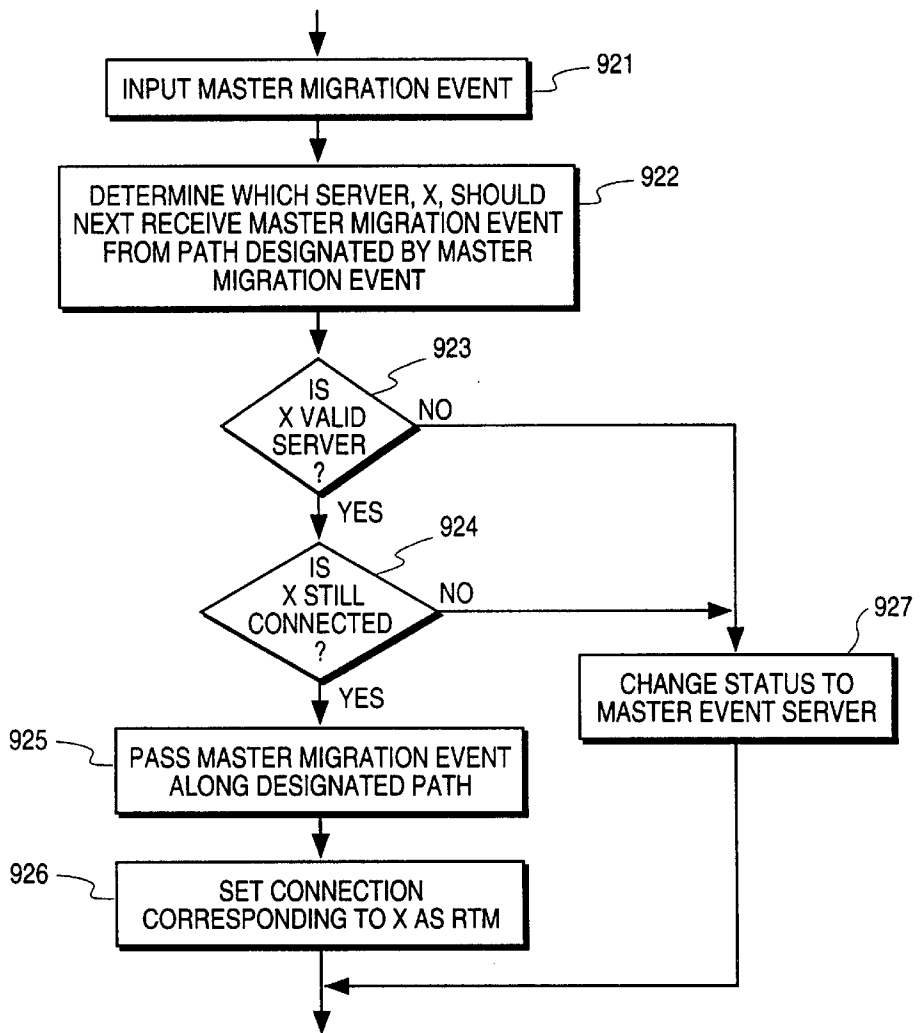 INPUT MASTER MIGRATION EVENT
921
DETERMINE WHICH SERVER, X, SHOULD
NEXT RECEIVE MASTER MIGRATION EVENT
FROM PATH DESIGNATED BY MASTER
MIGRATION EVENT
922
923
IS
X VALID
SERVER
?
NO
YES
924
IS
X STILL
CONNECTED
?
NO
YES
927
CHANGE STATUS TO
MASTER EVENT SERVER
925
PASS MASTER MIGRATION EVENT
ALONG DESIGNATED PATH
926
SET CONNECTION
CORRESPONDING TO X AS RTM